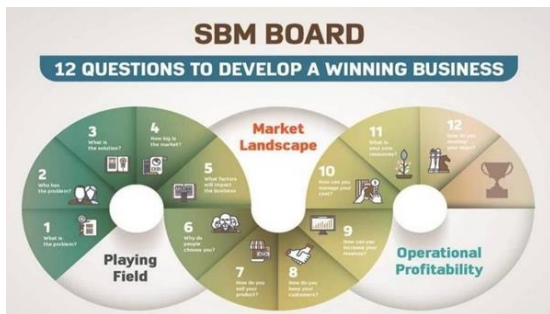 SBM BOARD
12 QUESTIONS TO DEVELOP A WINNING BUSINESS
1
What is
the problem?
2
Who has
the problem?
3
What is
the solution?
4
How big is
the market?
5
What factors
will impact
the business
6
Why do
people
choose you?
7
How do you
sell your
product?
8
How do you
keep your
customers?
9
How can you
increase your
10
How can you
manage your
cost?
11
What is
your core
resources?
12
How do you
Playing
Field
Market
Landscape
Operational
Profitability